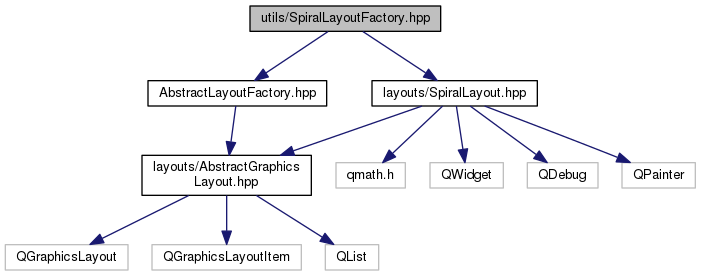 utils/SpiralLayoutFactory.hpp
AbstractLayoutFactory.hpp
layouts/SpiralLayout.hpp
layouts/AbstractGraphics
Layout.hpp
qmath.h
QWidget
QDebug
QPainter
QGraphicsLayout
QGraphicsLayoutItem
QList